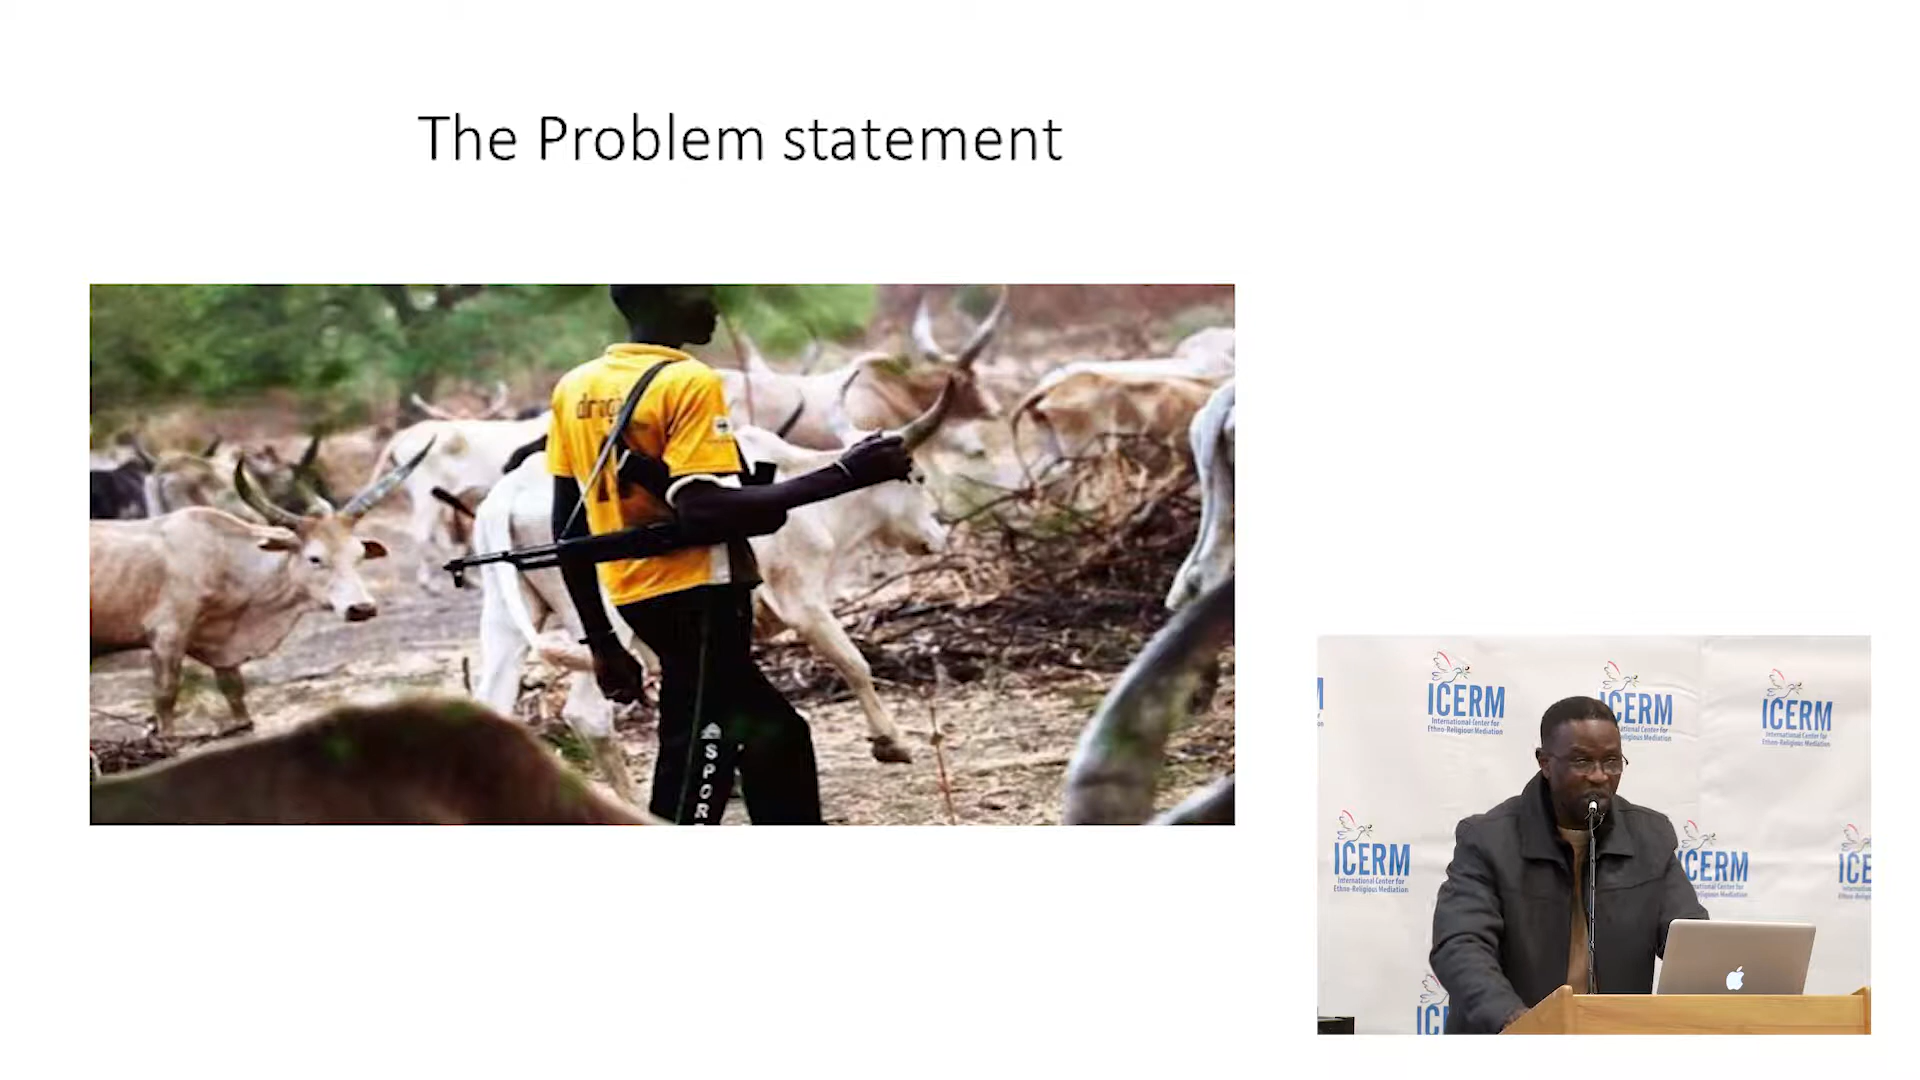 The Problem statement
SPOR
ICERM
International Center for
Ethno-Religious Mediation
ICERM
ICERM
International Center for
Ethno-Religious Mediation
ICERM
International Center for
Ethno-Religious Mediation
ICERM